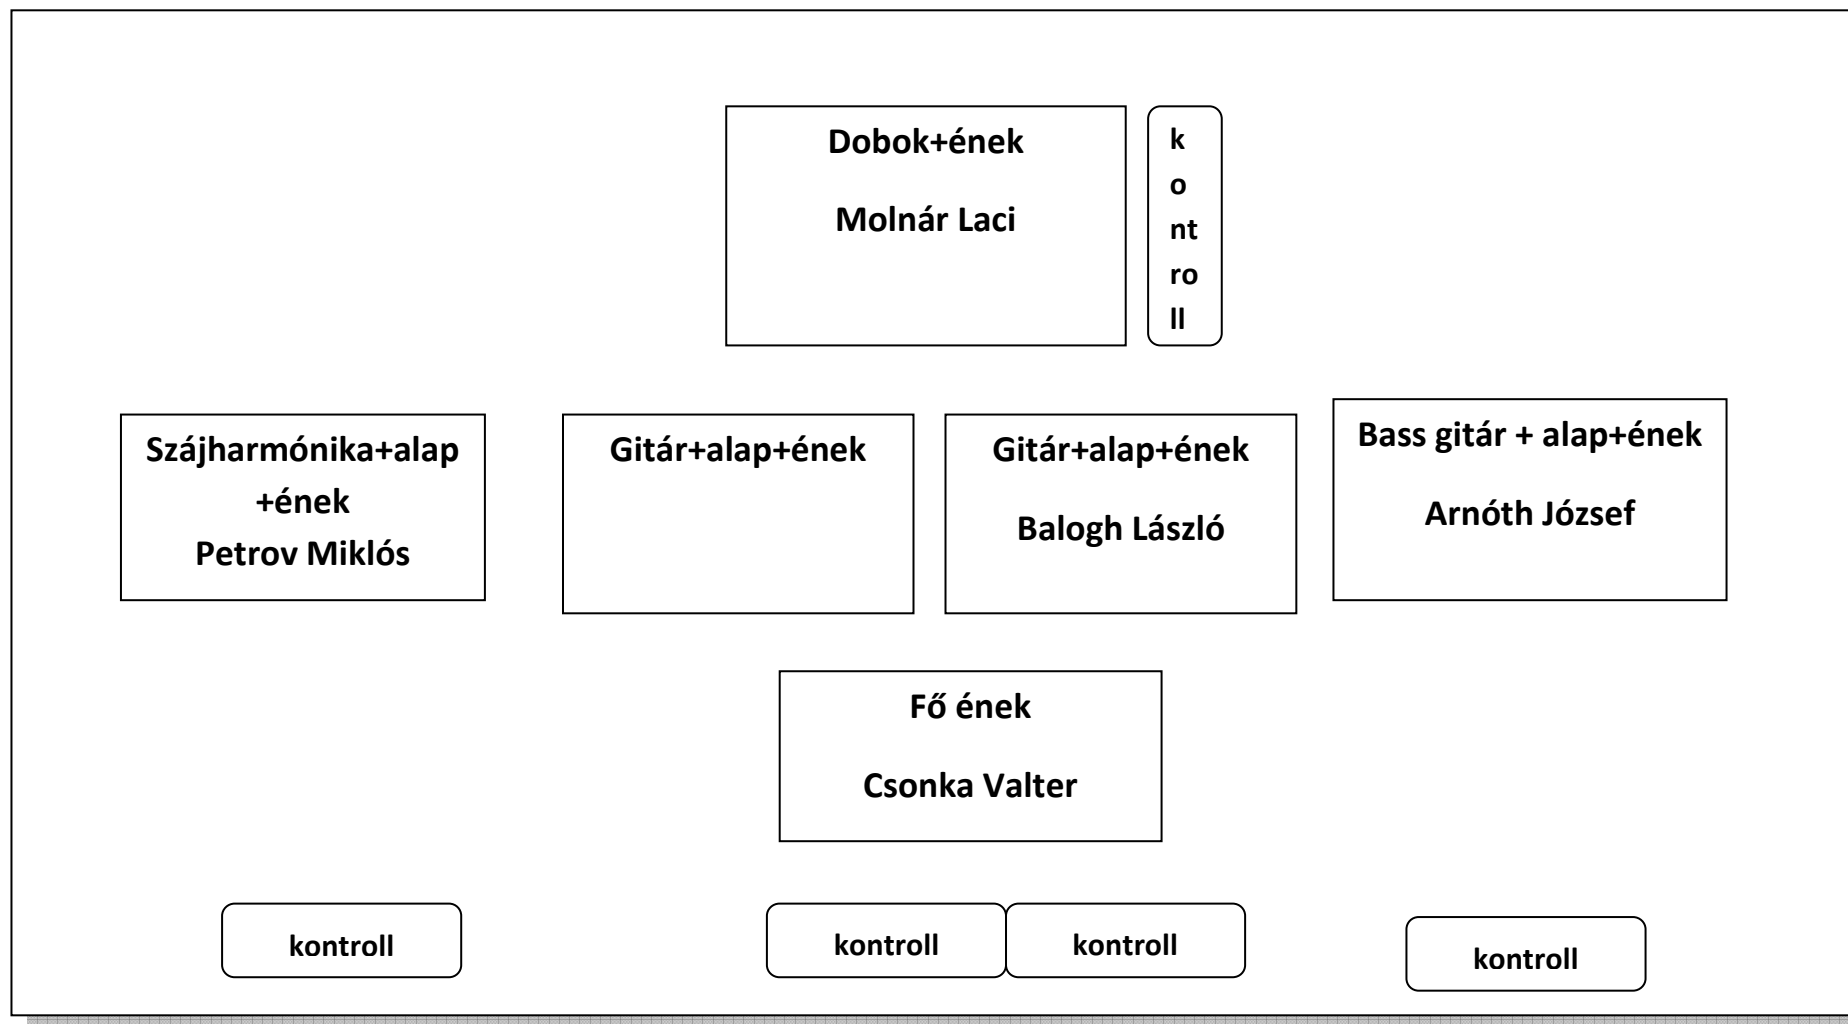 Dobok+ének
Molnár Laci
k
o
nt
ro
ll
Szájharmónika+alap
+ének
Petrov Miklós
Gitár+alap+ének
Gitár+alap+ének
Balogh László
Bass gitár + alap+ének
Arnóth József
Fő ének
Csonka Valter
kontroll
kontroll
kontroll
kontroll